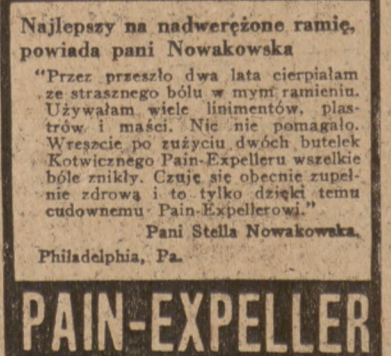 Najlepszy na nadwerężone ramię,
powiada pani Nowakowska
“Przez przeszło dwa lata cierpiałam
ze strasznego bólu w mym ramieniu.
Używałam wiele linimentów, plas-
trów i maści. Nic nie pomagało.
Wreszcie po zużyciu dwóch butelek
Kotwicznego Pain-Expelleru wszelkie
bóle znikły. Czuję się obecnie zupeł-
nie zdrową i to tylko dzięki temu
cudownemu Pain-Expellerowi.”
Pani Stella Nowakowska,
Philadelphia, Pa.
PAIN-EXPELLER